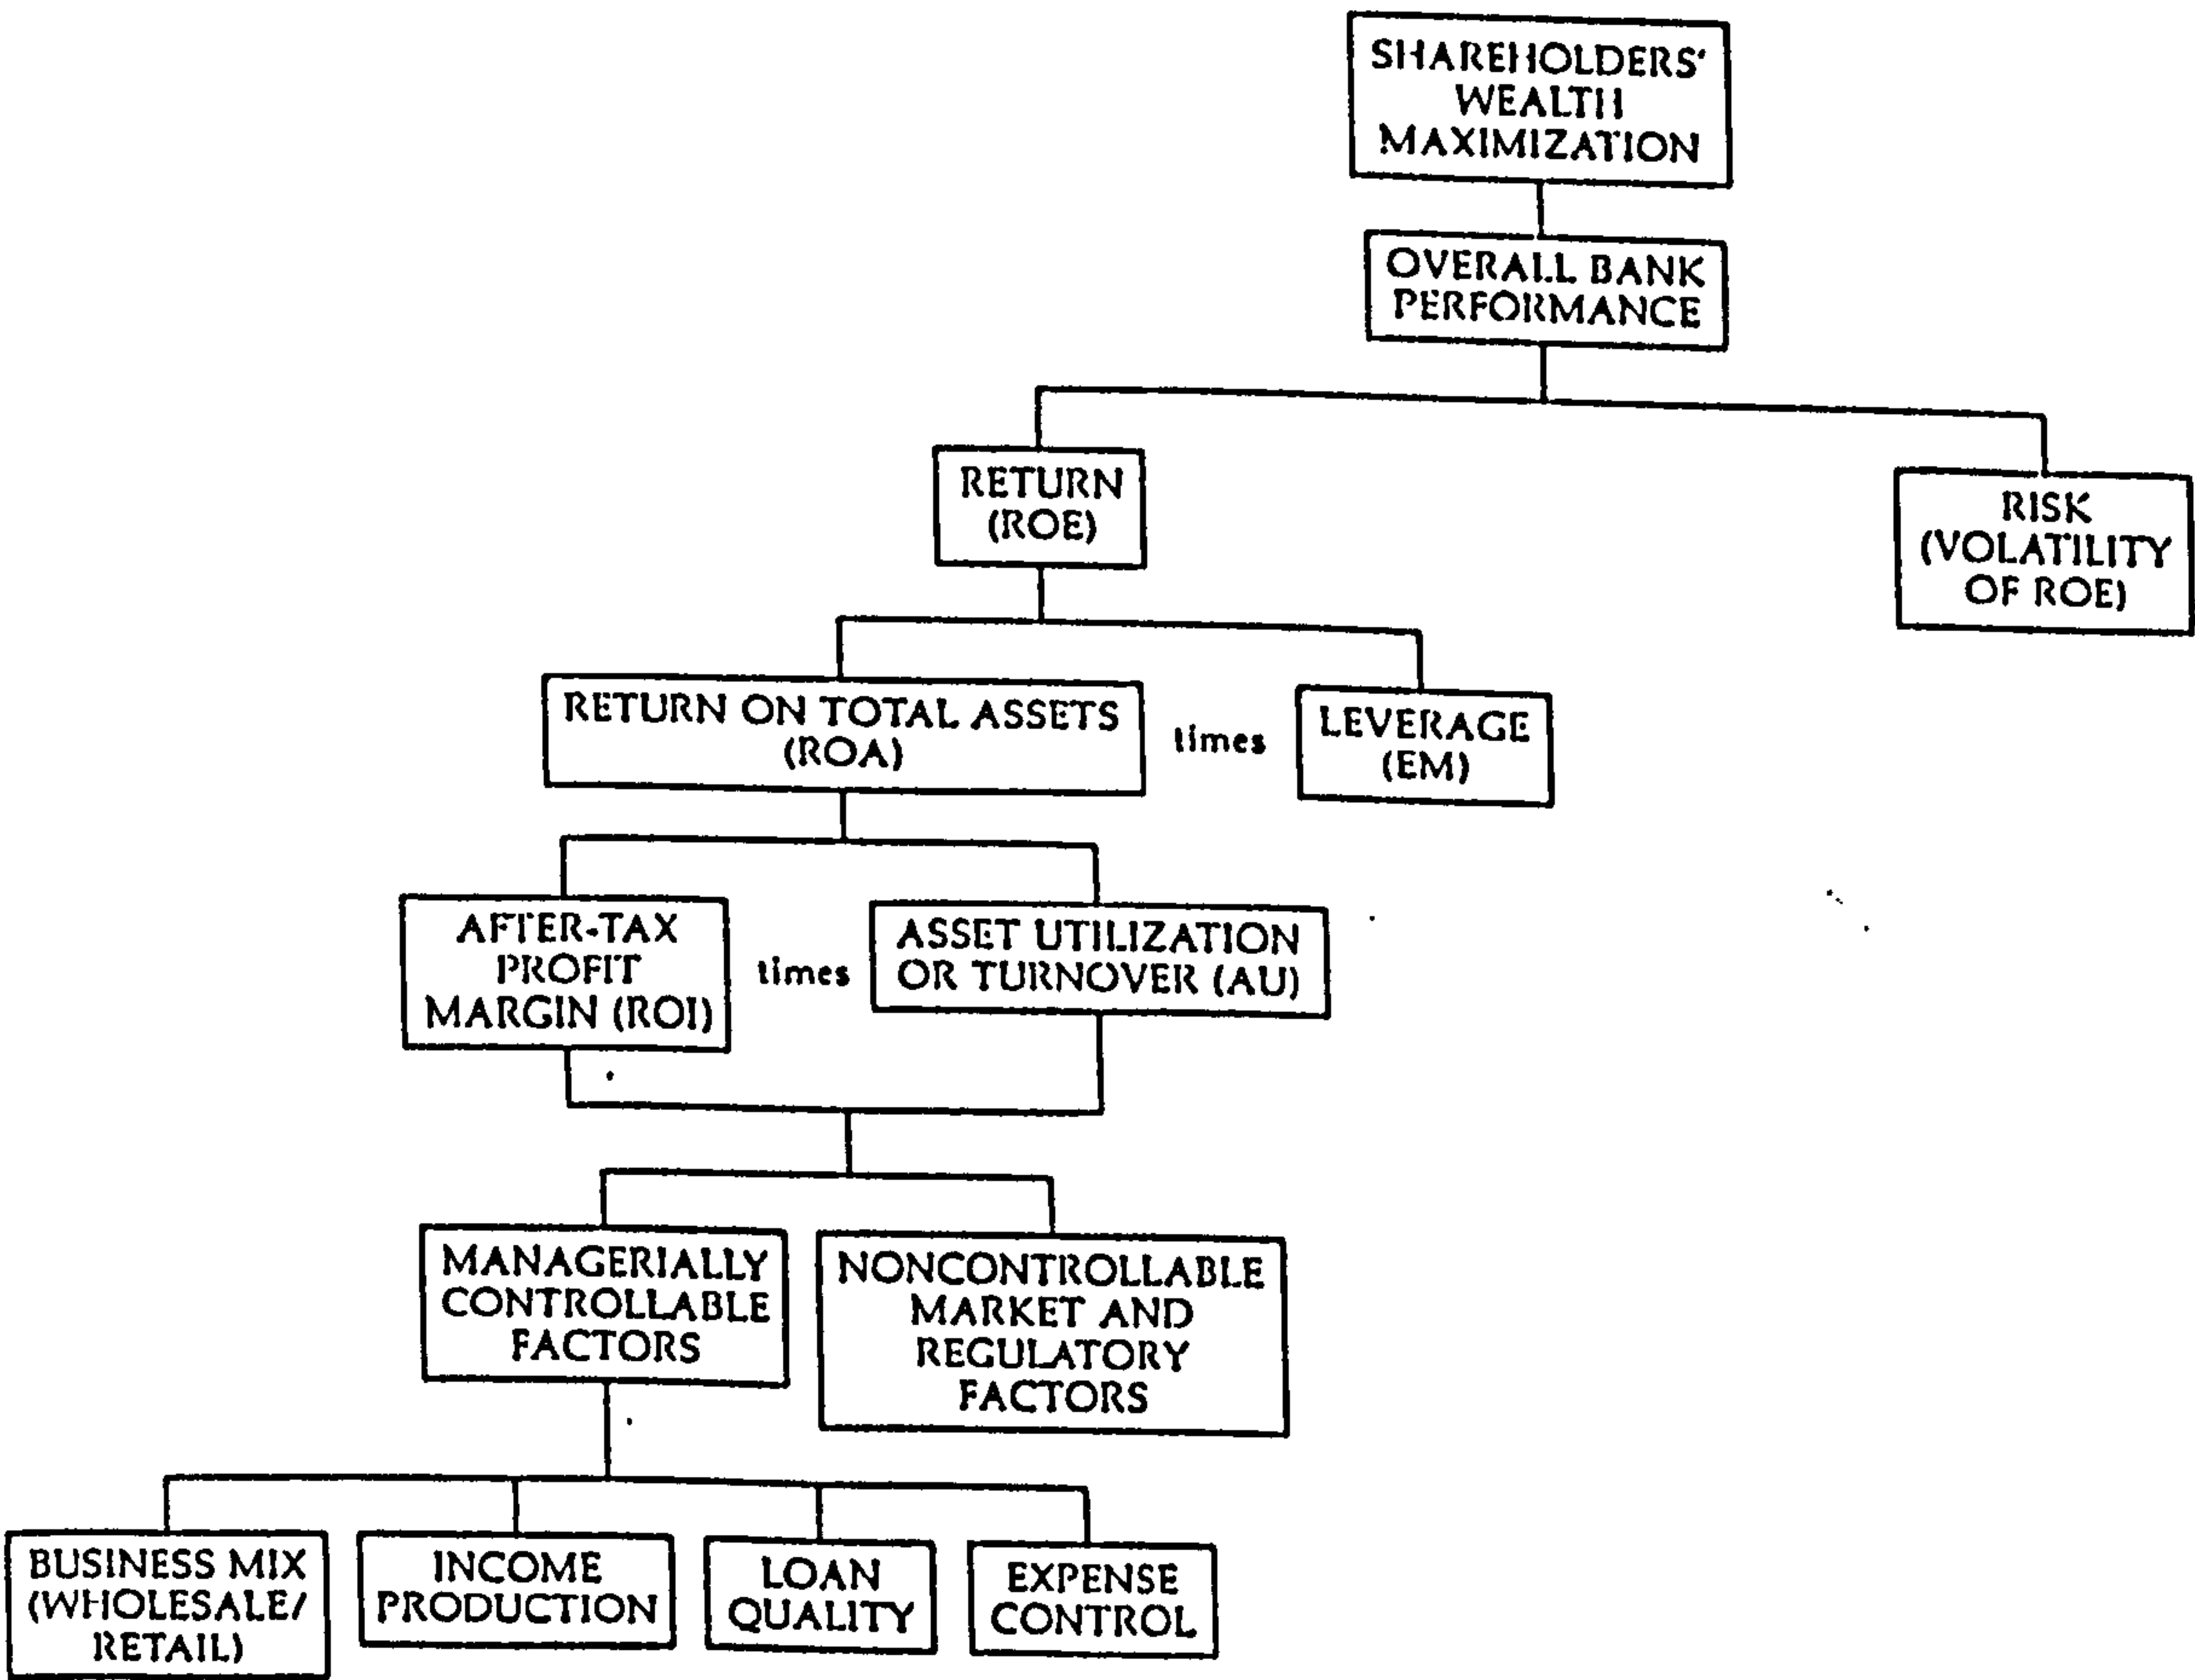 SHAREHOLDERS'
WEALTH
MAXIMIZATION
OVERALL BANK
PERFORMANCE
RETURN
(ROE)
RISK
(VOLATILITY
OF ROE)
RETURN ON TOTAL ASSETS
(ROA)
times
LEVERAGE
(EM)
AFTER-TAX
PROFIT
MARGIN (ROI)
times
ASSET UTILIZATION
OR TURNOVER (AU)
MANAGERIALLY
CONTROLLABLE
FACTORS
NONCONTROLLABLE
MARKET AND
REGULATORY
FACTORS
BUSINESS MIX
(WHOLESALE/
RETAIL)
INCOME
PRODUCTION
LOAN
QUALITY
EXPENSE
CONTROL